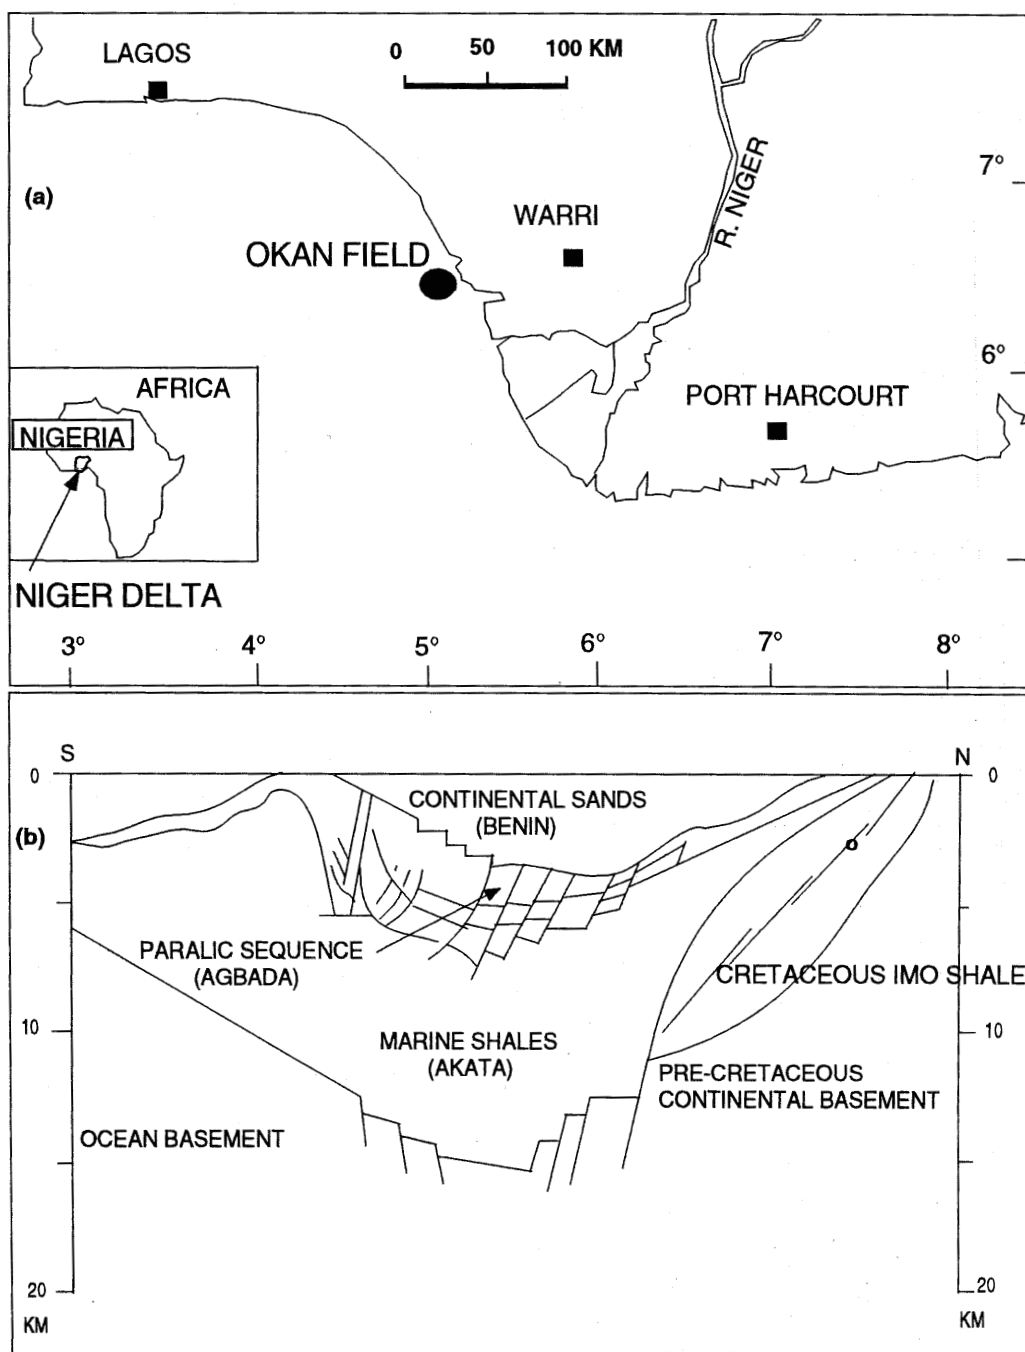 LAGOS
0 50 100 KM
7°
(a)
WARRI
R. NIGER
OKAN FIELD
6°
AFRICA
PORT HARCOURT
NIGERIA
NIGER DELTA
3° 4° 5° 6° 7° 8°
S N
0 0
CONTINENTAL SANDS
(BENIN)
(b)
PARALIC SEQUENCE
(AGBADA)
CRETACEOUS IMO SHALE
10 10
MARINE SHALES
(AKATA)
PRE-CRETACEOUS
CONTINENTAL BASEMENT
OCEAN BASEMENT
20 20
KM KM